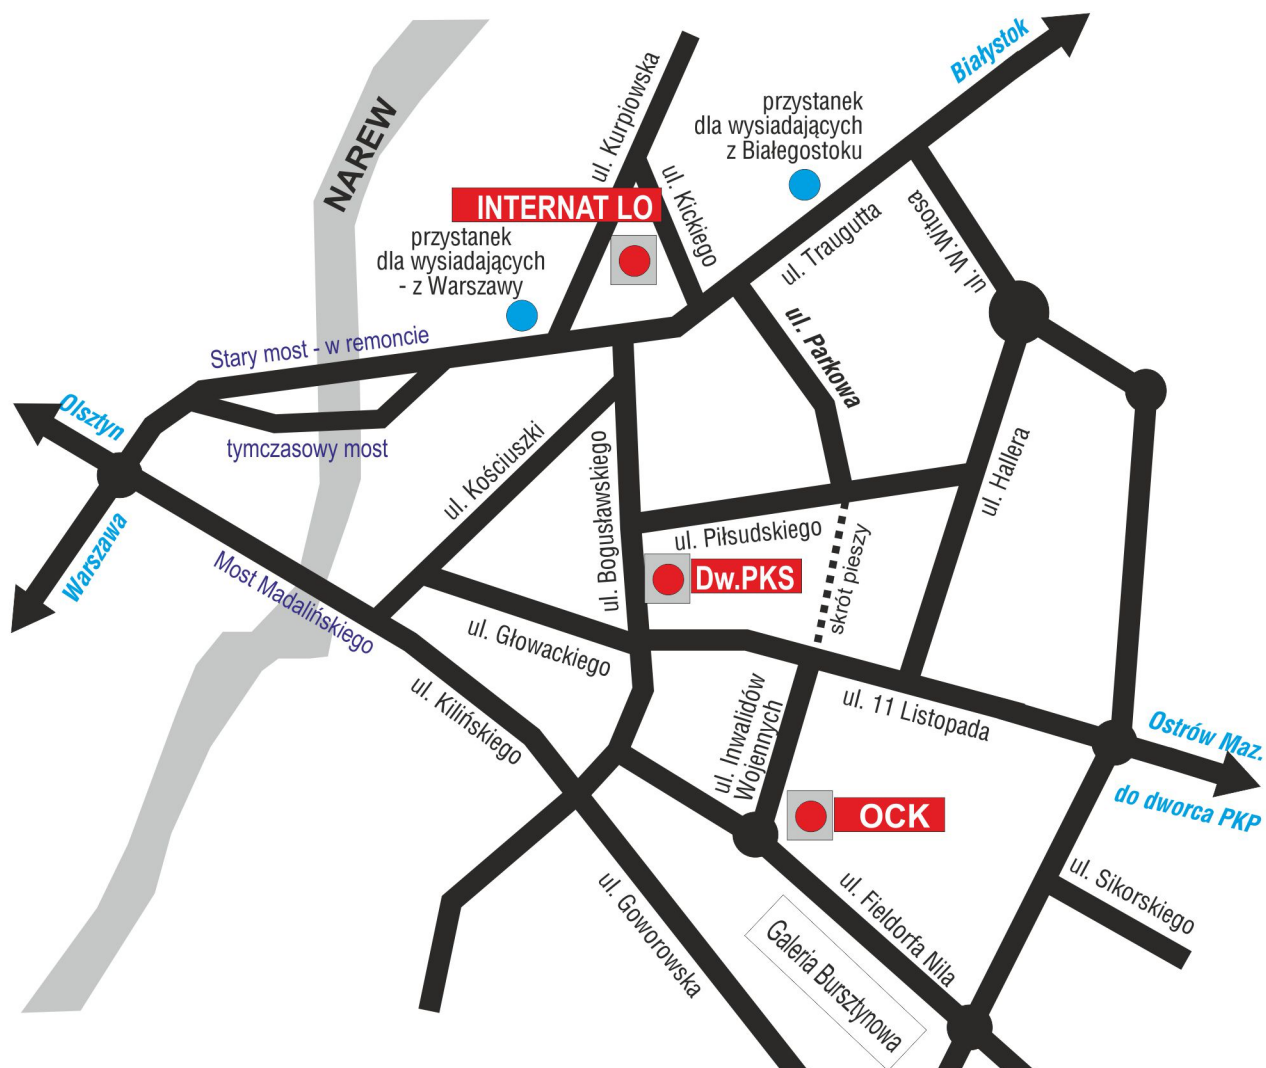 Białystok
ul. Kurpiowska
przystanek
dla wysiadających
z Białegostoku
NAREW
ul. Kickiego
INTERNAT LO
ul. W.Witosa
ul. Traugutta
przystanek
dla wysiadających
- z Warszawy
ul. Parkowa
Stary most - w remoncie
Olsztyn
tymczasowy most
ul. Kościuszki
ul. Bogusławskiego
ul. Hallera
ul. Piłsudskiego
skrót pieszy
Warszawa
Most Madalińskiego
Dw.PKS
ul. Głowackiego
ul. Kilińskiego
ul. Inwalidów
Wojennych
ul. 11 Listopada
Ostrów Maz.
do dworca PKP
OCK
ul. Sikorskiego
ul. Goworowska
ul. Fieldorfa Nila
Galeria Bursztynowa